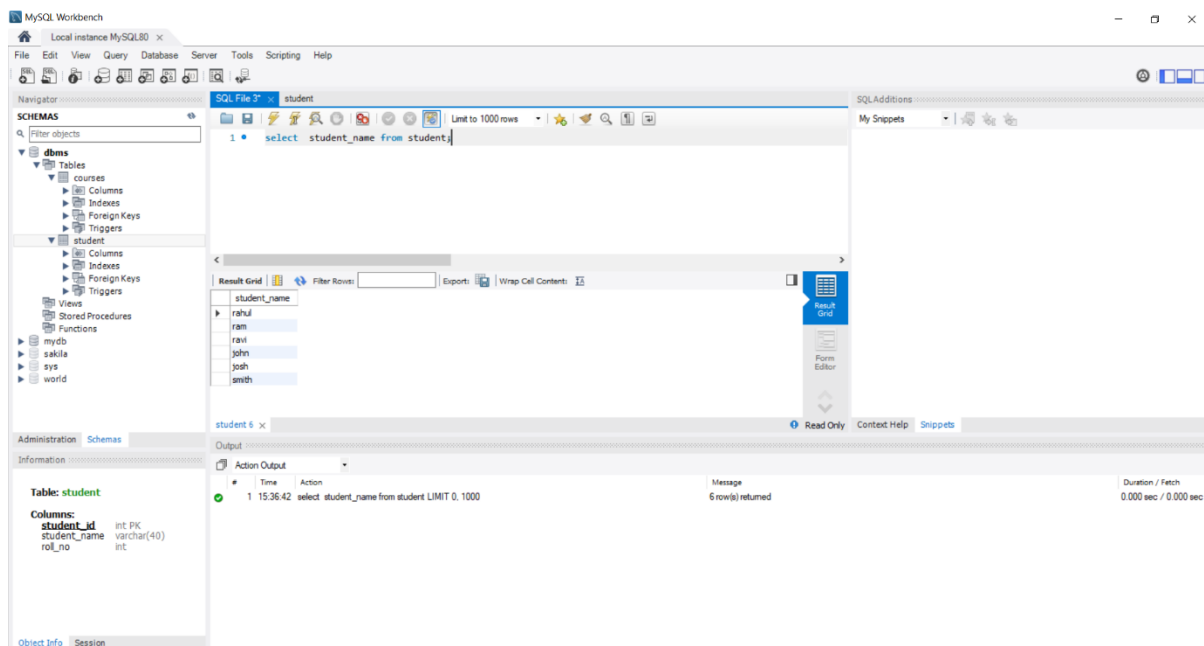 MySQL Workbench
Local instance MySQL80 ×
File Edit View Query Database Server Tools Scripting Help
Navigator
SCHEMAS
Filter objects
dbms
Tables
courses
Columns
Indexes
Foreign Keys
Triggers
student
Columns
Indexes
Foreign Keys
Triggers
Views
Stored Procedures
Functions
mydb
sakila
sys
world
Administration Schemas
Information
Table: student
Columns:
student_id int PK
student_name varchar(40)
roll_no int
Object Info Session
SQL File 3* × student
Limit to 1000 rows
1 select student_name from student;
Result Grid Filter Rows: Export: Wrap Cell Content:
student_name
rahul
ram
ravi
john
josh
smith
Result
Grid
Form
Editor
student 6 × Read Only
Output
Action Output
# Time Action Message Duration / Fetch
1 15:36:42 select student_name from student LIMIT 0, 1000 6 row(s) returned 0.000 sec / 0.000 sec
SQLAdditions
My Snippets
Context Help Snippets